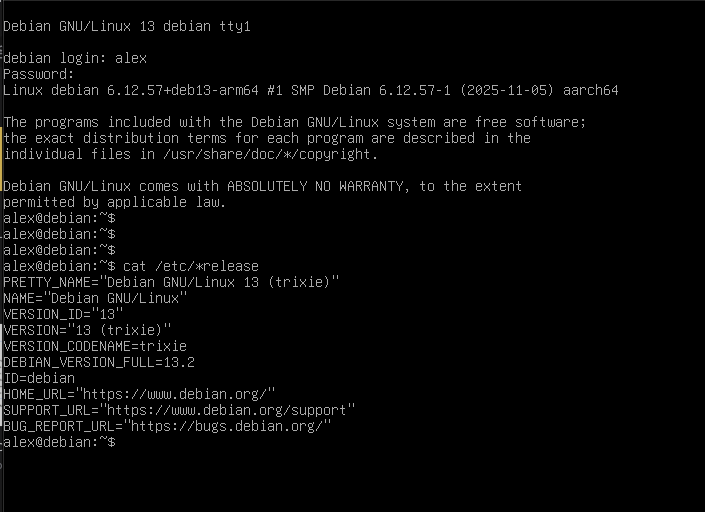 Debian GNU/Linux 13 debian tty1
debian login: alex
Password:
Linux debian 6.12.57+deb13-arm64 #1 SMP Debian 6.12.57-1 (2025-11-05) aarch64
The programs included with the Debian GNU/Linux system are free software;
the exact distribution terms for each program are described in the
individual files in /usr/share/doc/*/copyright.
Debian GNU/Linux comes with ABSOLUTELY NO WARRANTY, to the extent
permitted by applicable law.
alex@debian:~$
alex@debian:~$
alex@debian:~$
alex@debian:~$ cat /etc/*release
PRETTY_NAME="Debian GNU/Linux 13 (trixie)"
NAME="Debian GNU/Linux"
VERSION_ID="13"
VERSION="13 (trixie)"
VERSION_CODENAME=trixie
DEBIAN_VERSION_FULL=13.2
ID=debian
HOME_URL="https://www.debian.org/"
SUPPORT_URL="https://www.debian.org/support"
BUG_REPORT_URL="https://bugs.debian.org/"
alex@debian:~$